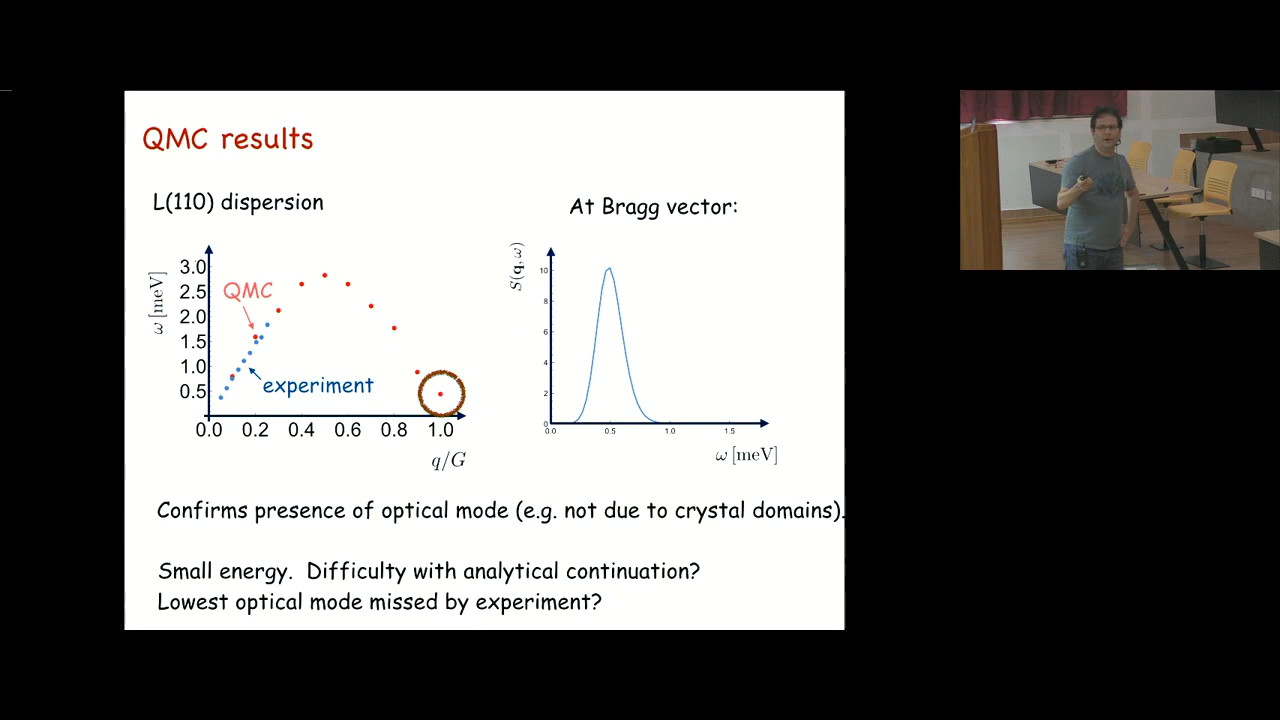 QMC results
L(110) dispersion
At Bragg vector:
ω [meV]
3.0
2.5
2.0
1.5
1.0
0.5
QMC
experiment
0.0 0.2 0.4 0.6 0.8 1.0
q/G
S(q, ω)
10
8
6
4
2
0
0.0 0.5 1.0 1.5
ω [meV]
Confirms presence of optical mode (e.g. not due to crystal domains).
Small energy. Difficulty with analytical continuation?
Lowest optical mode missed by experiment?